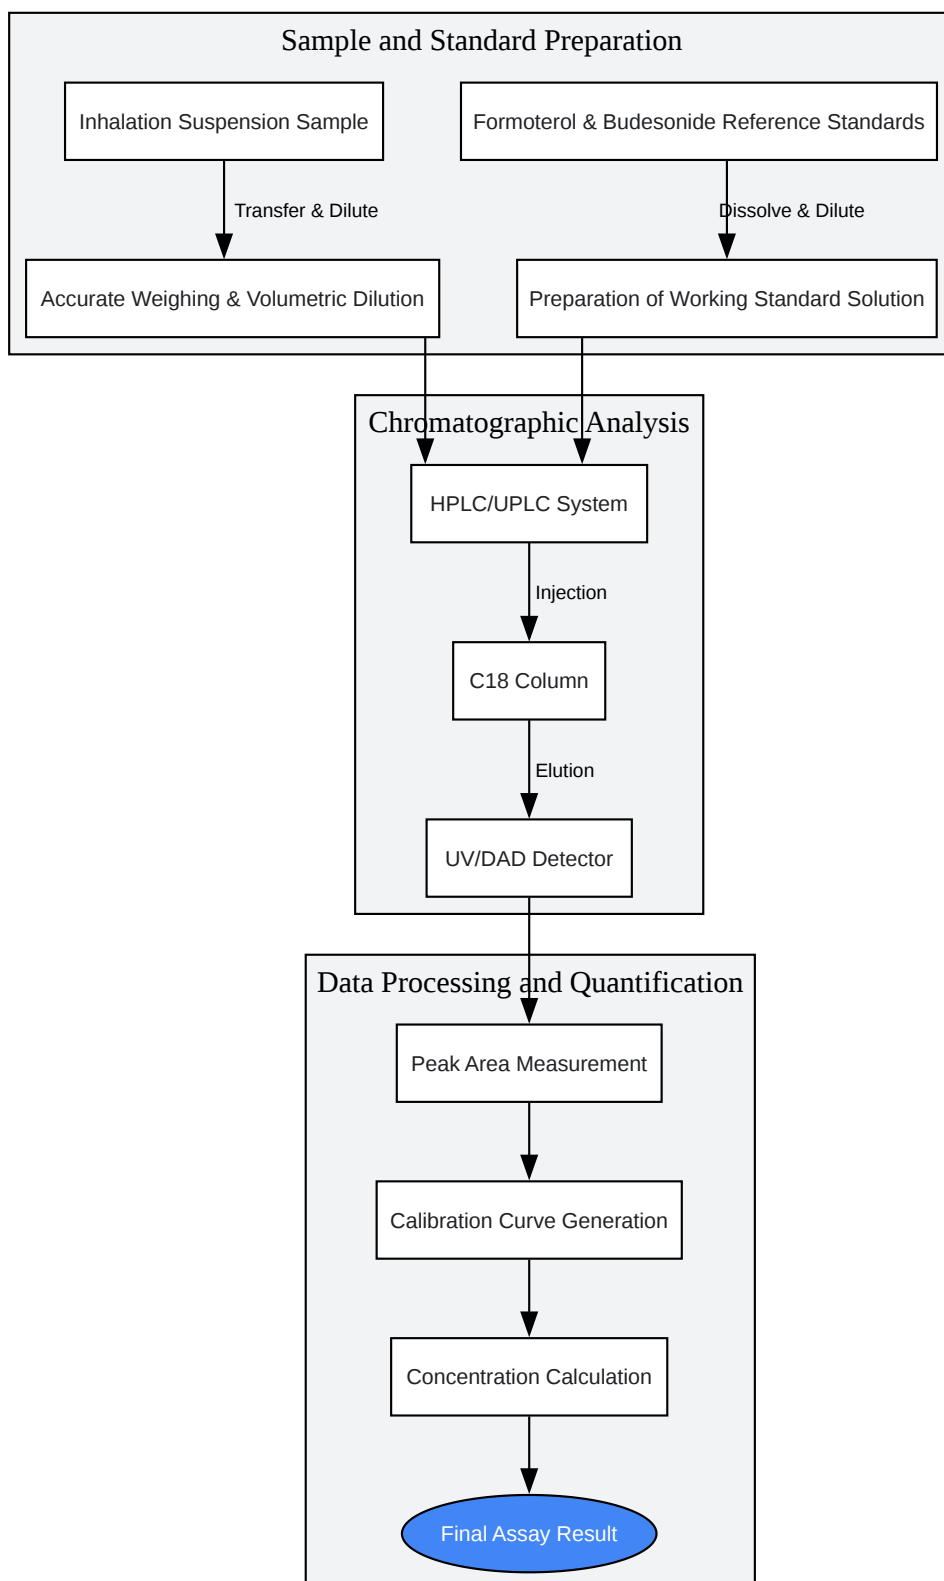 Sample and Standard Preparation
Inhalation Suspension Sample
Formoterol & Budesonide Reference Standards
Transfer & Dilute
Dissolve & Dilute
Accurate Weighing & Volumetric Dilution
Preparation of Working Standard Solution
Chromatographic Analysis
HPLC/UPLC System
Injection
C18 Column
Elution
UV/DAD Detector
Data Processing and Quantification
Peak Area Measurement
Calibration Curve Generation
Concentration Calculation
Final Assay Result